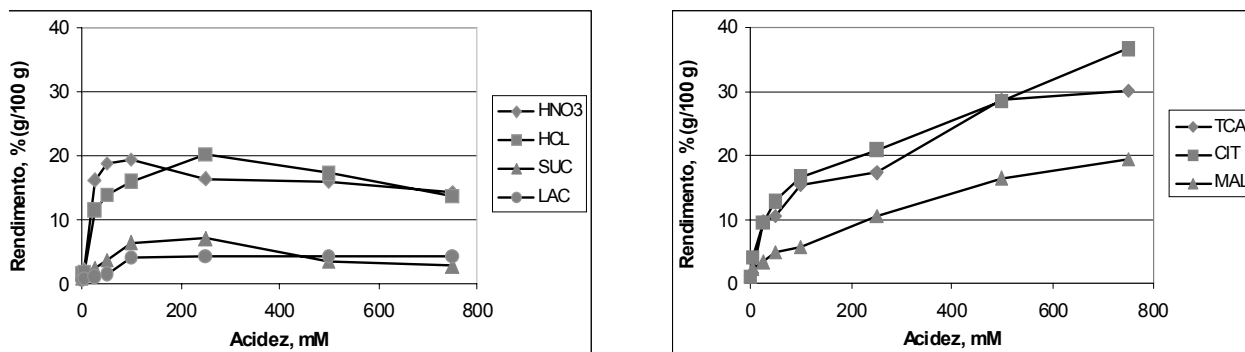 Rendimento, % (g/100 g)
40
30
20
10
0
0 200 400 600 800
Acidez, mM
HNO3
HCL
SUC
LAC
Rendimento, % (g/100 g)
40
30
20
10
0
0 200 400 600 800
Acidez, mM
TCA
CIT
MAL